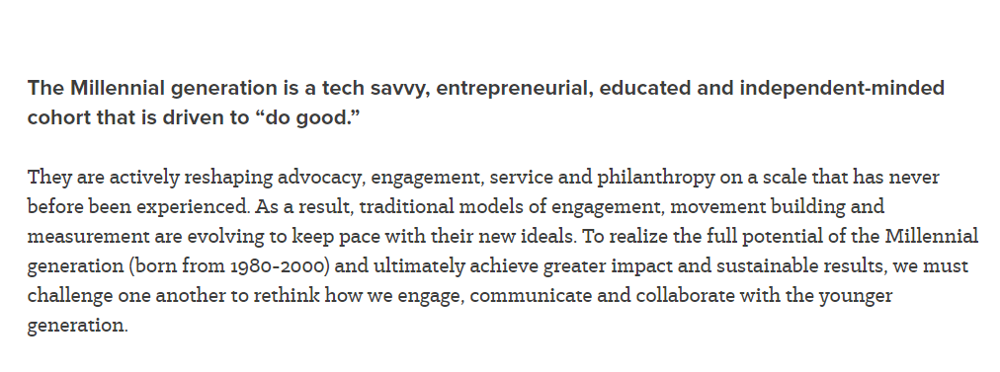 The Millennial generation is a tech savvy, entrepreneurial, educated and independent-minded
cohort that is driven to “do good.”
They are actively reshaping advocacy, engagement, service and philanthropy on a scale that has never
before been experienced. As a result, traditional models of engagement, movement building and
measurement are evolving to keep pace with their new ideals. To realize the full potential of the Millennial
generation (born from 1980-2000) and ultimately achieve greater impact and sustainable results, we must
challenge one another to rethink how we engage, communicate and collaborate with the younger
generation.